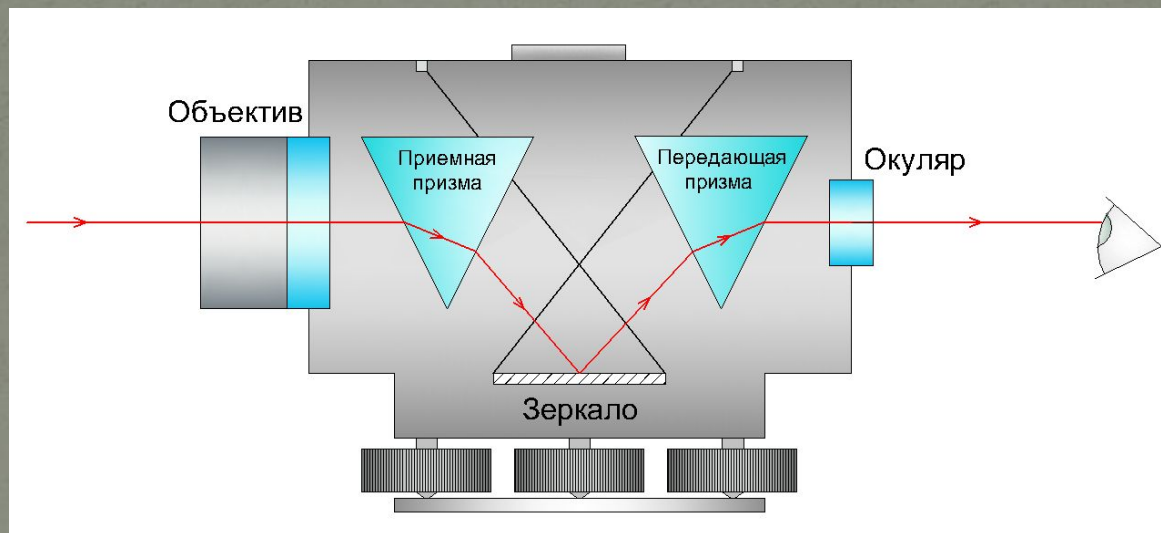 Объектив
Приемная
призма
Передающая
призма
Окуляр
Зеркало